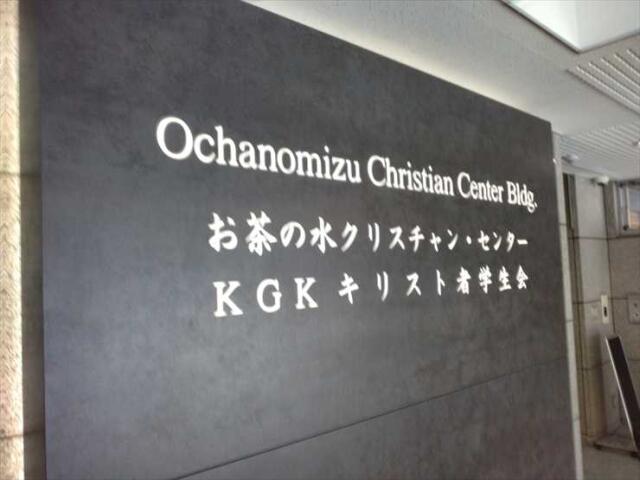 Ochanomizu Christian Center Bldg.
お茶の水クリスチャン・センター
KGK キリスト者学生会